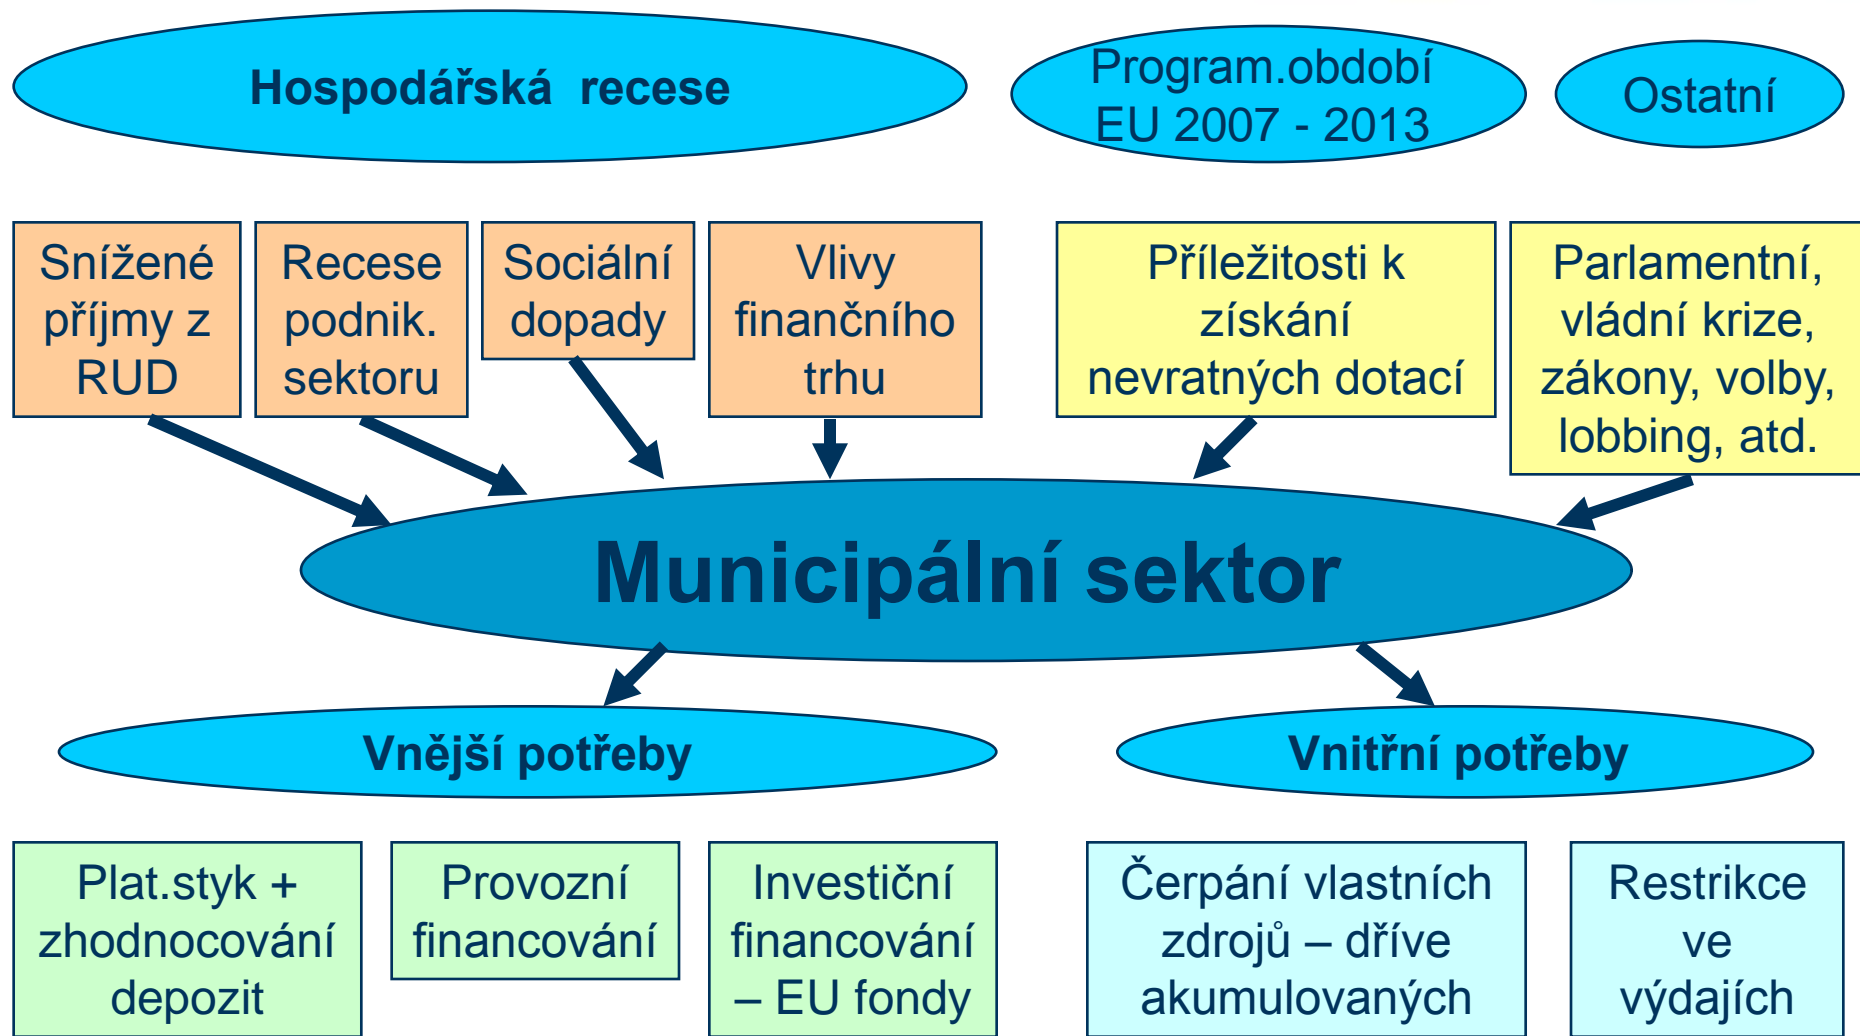 Hospodářská recese
Program.období
EU 2007 - 2013
Ostatní
Snížené
příjmy z
RUD
Recese
podnik.
sektoru
Sociální
dopady
Vlivy
finančního
trhu
Příležitosti k
získání
nevratných dotací
Parlamentní,
vládní krize,
zákony, volby,
lobbing, atd.
Municipální sektor
Vnější potřeby
Vnitřní potřeby
Plat.styk +
zhodnocování
depozit
Provozní
financování
Investiční
financování
– EU fondy
Čerpání vlastních
zdrojů – dříve
akumulovaných
Restrikce
ve
výdajích